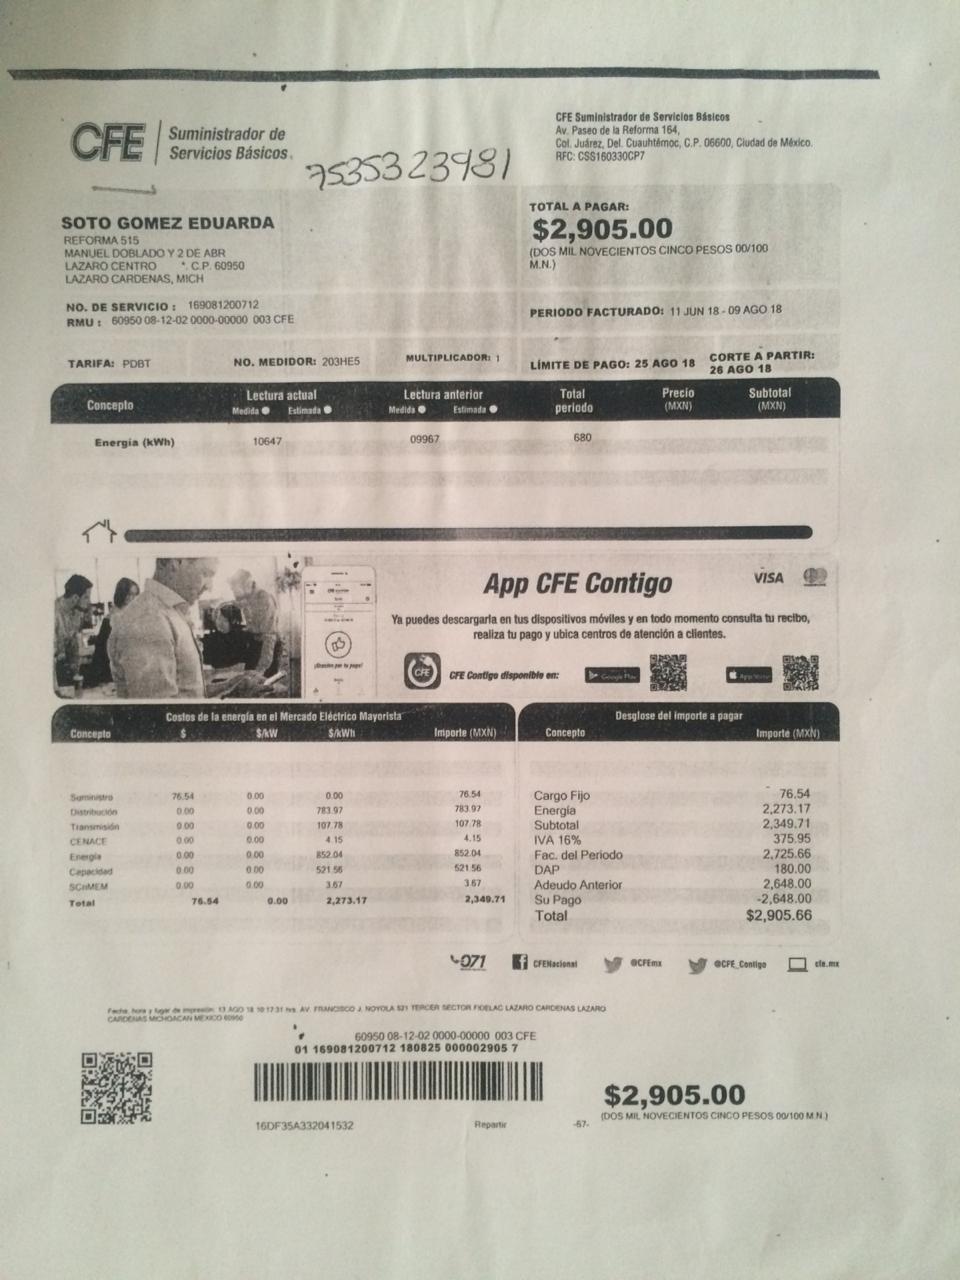 CFE Suministrador de
Servicios Básicos
7535323981
CFE Suministrador de Servicios Básicos
Av. Paseo de la Reforma 164,
Col. Juárez, Del. Cuauhtémoc, C.P. 06600, Ciudad de México.
RFC: CSS160330CP7
SOTO GOMEZ EDUARDA
REFORMA 515
MANUEL DOBLADO Y 2 DE ABR
LAZARO CENTRO *. C.P. 60950
LAZARO CARDENAS, MICH
TOTAL A PAGAR:
$2,905.00
(DOS MIL NOVECIENTOS CINCO PESOS 00/100
M.N.)
NO. DE SERVICIO : 169081200712
RMU : 60950 08-12-02 0000-00000 003 CFE
PERIODO FACTURADO: 11 JUN 18 - 09 AGO 18
TARIFA: PDBT NO. MEDIDOR: 203HE5 MULTIPLICADOR: 1
LÍMITE DE PAGO: 25 AGO 18
CORTE A PARTIR:
26 AGO 18
Concepto Lectura actual Lectura anterior Total periodo Precio (MXN) Subtotal (MXN)
Medida Estimada Medida Estimada
Energía (kWh) 10647 09967 680
App CFE Contigo
VISA
Ya puedes descargarla en tus dispositivos móviles y en todo momento consulta tu recibo,
realiza tu pago y ubica centros de atención a clientes.
¡Gracias por tu pago!
CFE
CFE Contigo disponible en: Google Play App Store
Costos de la energía en el Mercado Eléctrico Mayorista
Concepto $ $/kW $/kWh Importe (MXN)
Suministro 76.54 0.00 0.00 76.54
Distribución 0.00 0.00 783.97 783.97
Transmisión 0.00 0.00 107.78 107.78
CENACE 0.00 0.00 4.15 4.15
Energía 0.00 0.00 852.04 852.04
Capacidad 0.00 0.00 521.56 521.56
SCnMEM 0.00 0.00 3.67 3.67
Total 76.54 0.00 2,273.17 2,349.71
Desglose del importe a pagar
Concepto Importe (MXN)
Cargo Fijo 76.54
Energía 2,273.17
Subtotal 2,349.71
IVA 16% 375.95
Fac. del Periodo 2,725.66
DAP 180.00
Adeudo Anterior 2,648.00
Su Pago -2,648.00
Total $2,905.66
071 CFENacional @CFEmx @CFE_Contigo cfe.mx
Fecha, hora y lugar de impresión: 13 AGO 18 10:17:31 hrs. AV. FRANCISCO J. NOYOLA 521 TERCER SECTOR FIDELAC LAZARO CARDENAS LAZARO
CARDENAS MICHOACAN MEXICO 60950
60950 08-12-02 0000-00000 003 CFE
01 169081200712 180825 000002905 7
16DF35A332041532 Repartir -67-
$2,905.00
(DOS MIL NOVECIENTOS CINCO PESOS 00/100 M.N.)